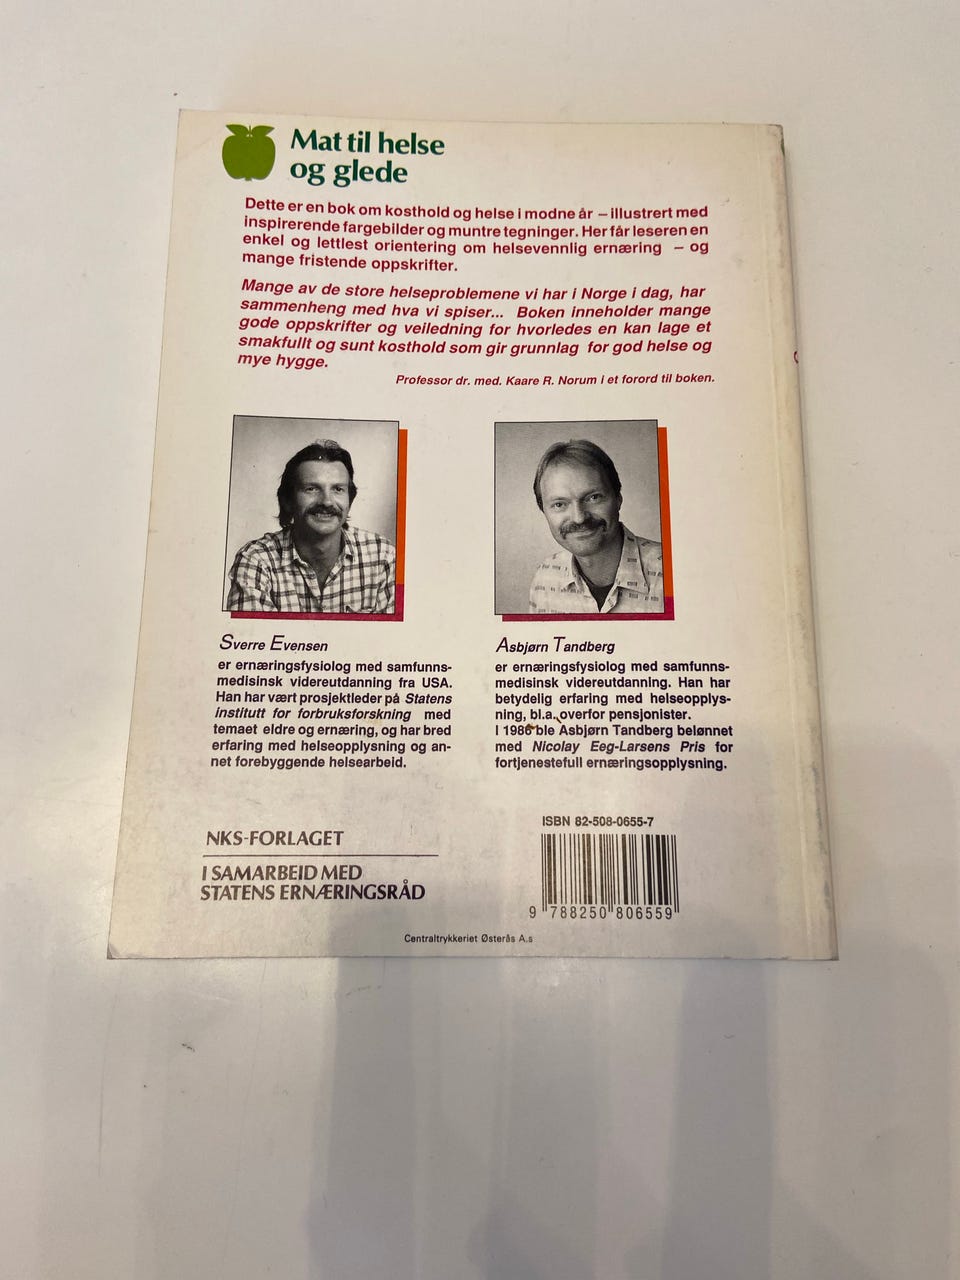 Mat til helse
og glede
Dette er en bok om kosthold og helse i modne år – illustrert med
inspirerende fargebilder og muntre tegninger. Her får leseren en
enkel og lettlest orientering om helsevennlig ernæring – og
mange fristende oppskrifter.
Mange av de store helseproblemene vi har i Norge i dag, har
sammenheng med hva vi spiser... Boken inneholder mange
gode oppskrifter og veiledning for hvorledes en kan lage et
smakfullt og sunt kosthold som gir grunnlag for god helse og
mye hygge.
Professor dr. med. Kaare R. Norum i et forord til boken.
Sverre Evensen
er ernæringsfysiolog med samfunns-
medisinsk videreutdanning fra USA.
Han har vært prosjektleder på Statens
institutt for forbruksforskning med
temaet eldre og ernæring, og har bred
erfaring med helseopplysning og an-
net forebyggende helsearbeid.
Asbjørn Tandberg
er ernæringsfysiolog med samfunns-
medisinsk videreutdanning. Han har
betydelig erfaring med helseopplys-
ning, bl.a. overfor pensjonister.
I 1986 ble Asbjørn Tandberg belønnet
med Nicolay Eeg-Larsens Pris for
fortjenestefull ernæringsopplysning.
NKS-FORLAGET
I SAMARBEID MED
STATENS ERNÆRINGSRÅD
ISBN 82-508-0655-7
9 788250 806559
Centraltrykkeriet Østerås A.s